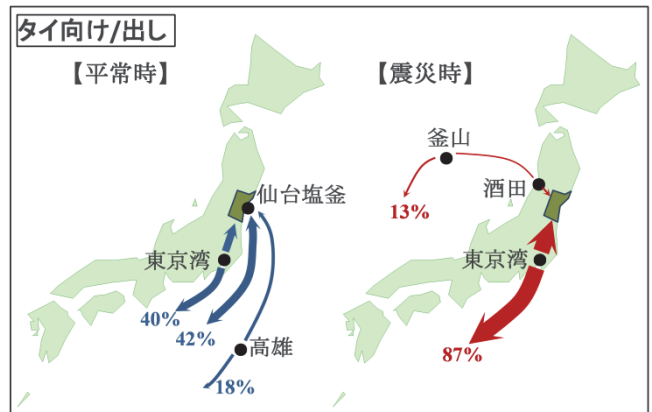 タイ向け/出し
【平常時】
仙台塩釜
東京湾
40%
42%
高雄
18%
【震災時】
釜山
酒田
13%
東京湾
87%